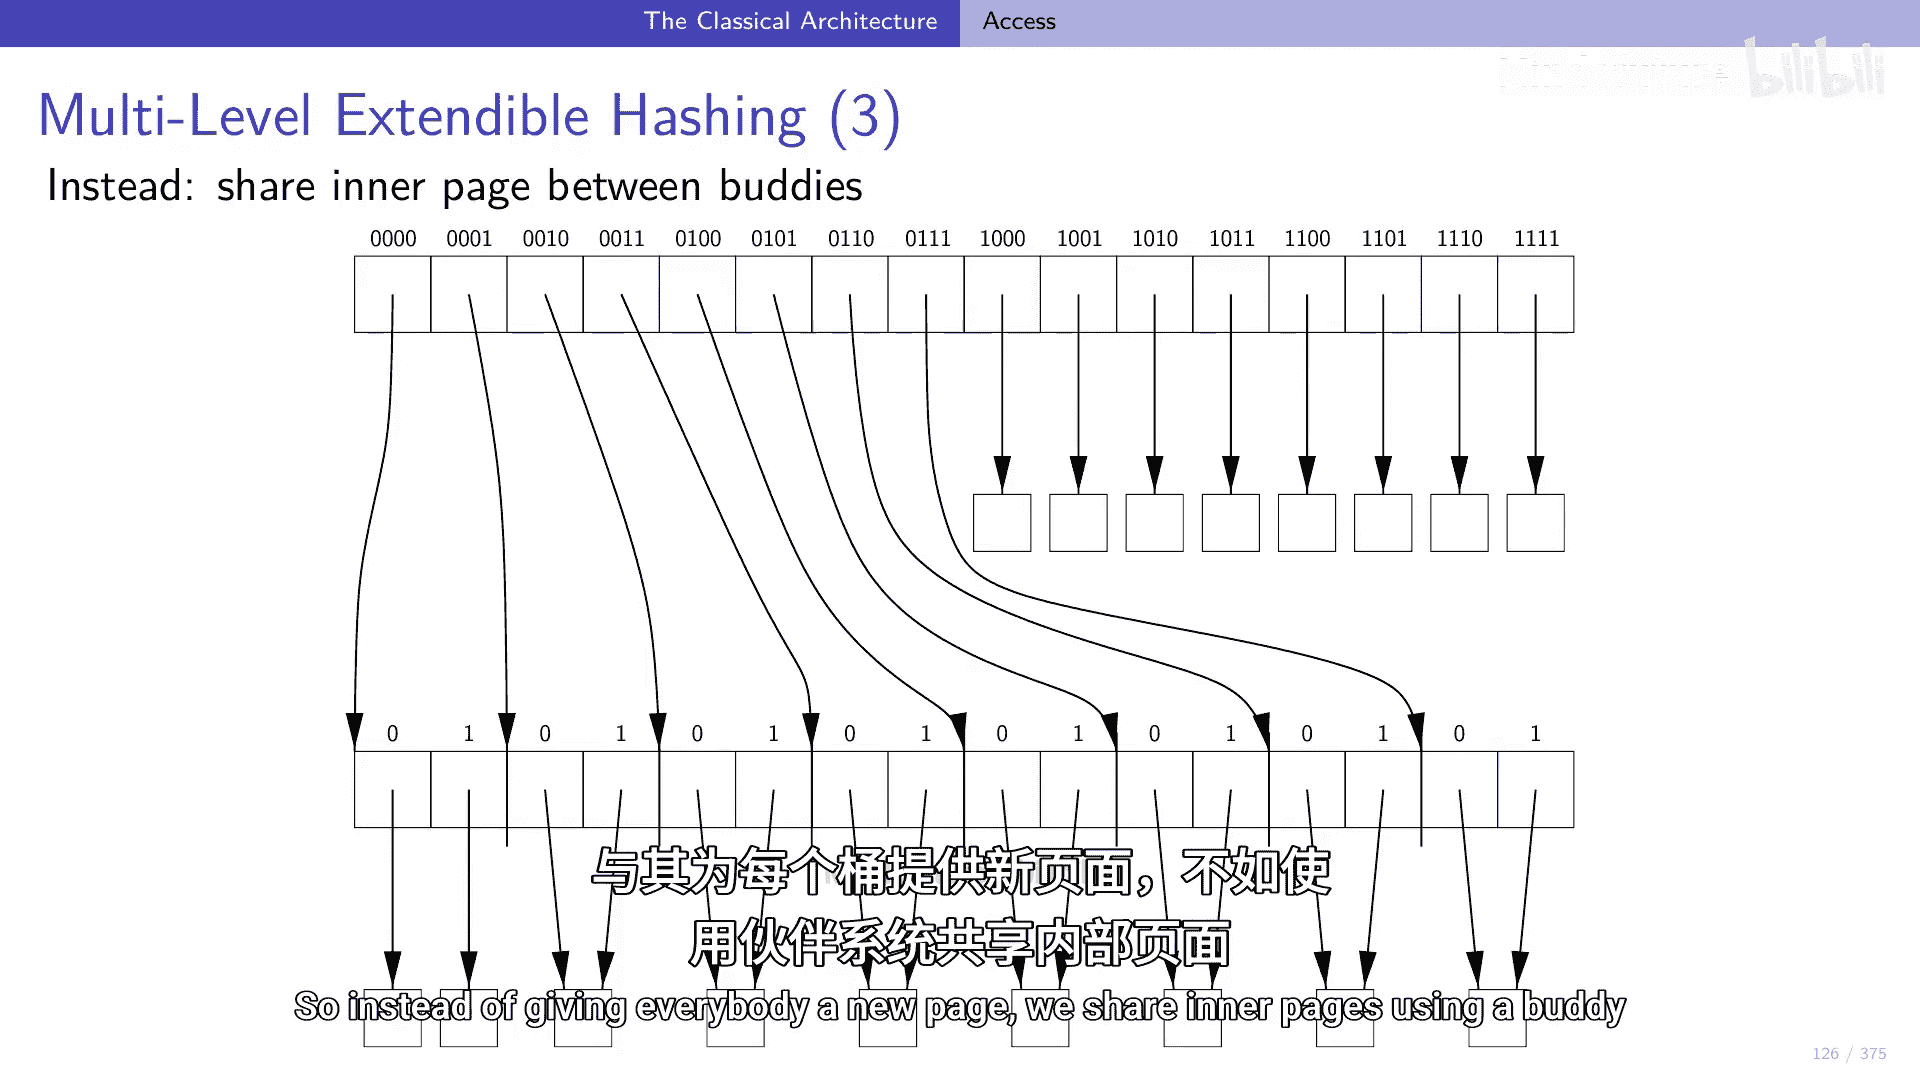 The Classical Architecture Access
bilibili
Multi-Level Extendible Hashing (3)
Instead: share inner page between buddies
0000 0001 0010 0011 0100 0101 0110 0111 1000 1001 1010 1011 1100 1101 1110 1111
0 1 0 1 0 1 0 1 0 1 0 1 0 1 0 1
与其为每个桶提供新页面，不如使
用伙伴系统共享内部页面
So instead of giving everybody a new page, we share inner pages using a buddy
126 / 375